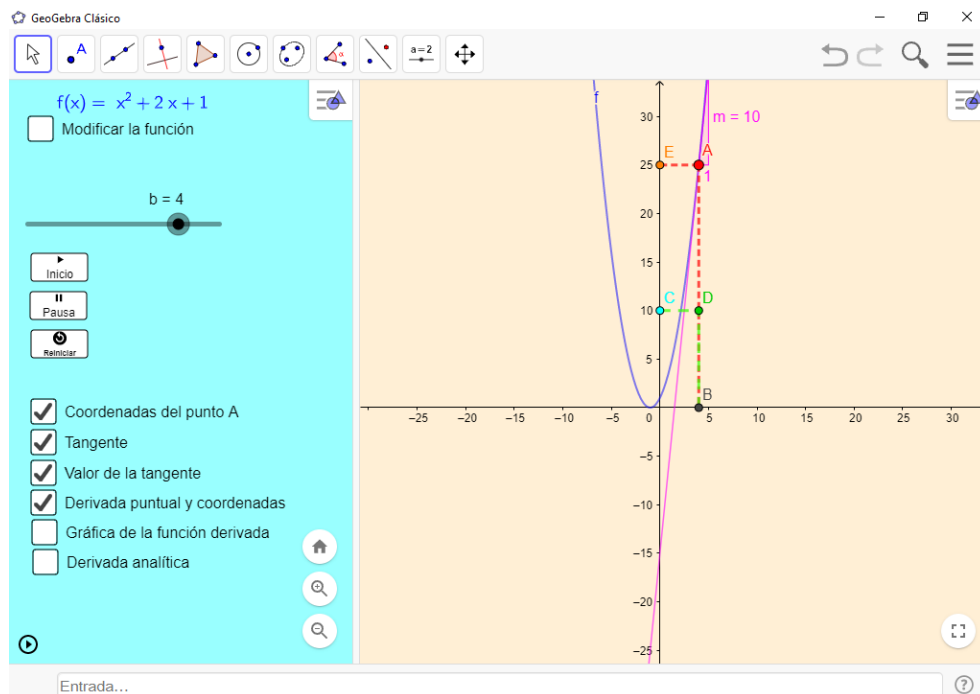 GeoGebra Clásico
A
a=2
f(x) = x² + 2 x + 1
Modificar la función
b = 4
Inicio
Pausa
Reiniciar
Coordenadas del punto A
Tangente
Valor de la tangente
Derivada puntual y coordenadas
Gráfica de la función derivada
Derivada analítica
f
m = 10
30
E
A
25
1
20
15
C
D
10
5
B
−25 −20 −15 −10 −5 0 5 10 15 20 25 30
−5
−10
−15
−20
−25
Entrada...
?